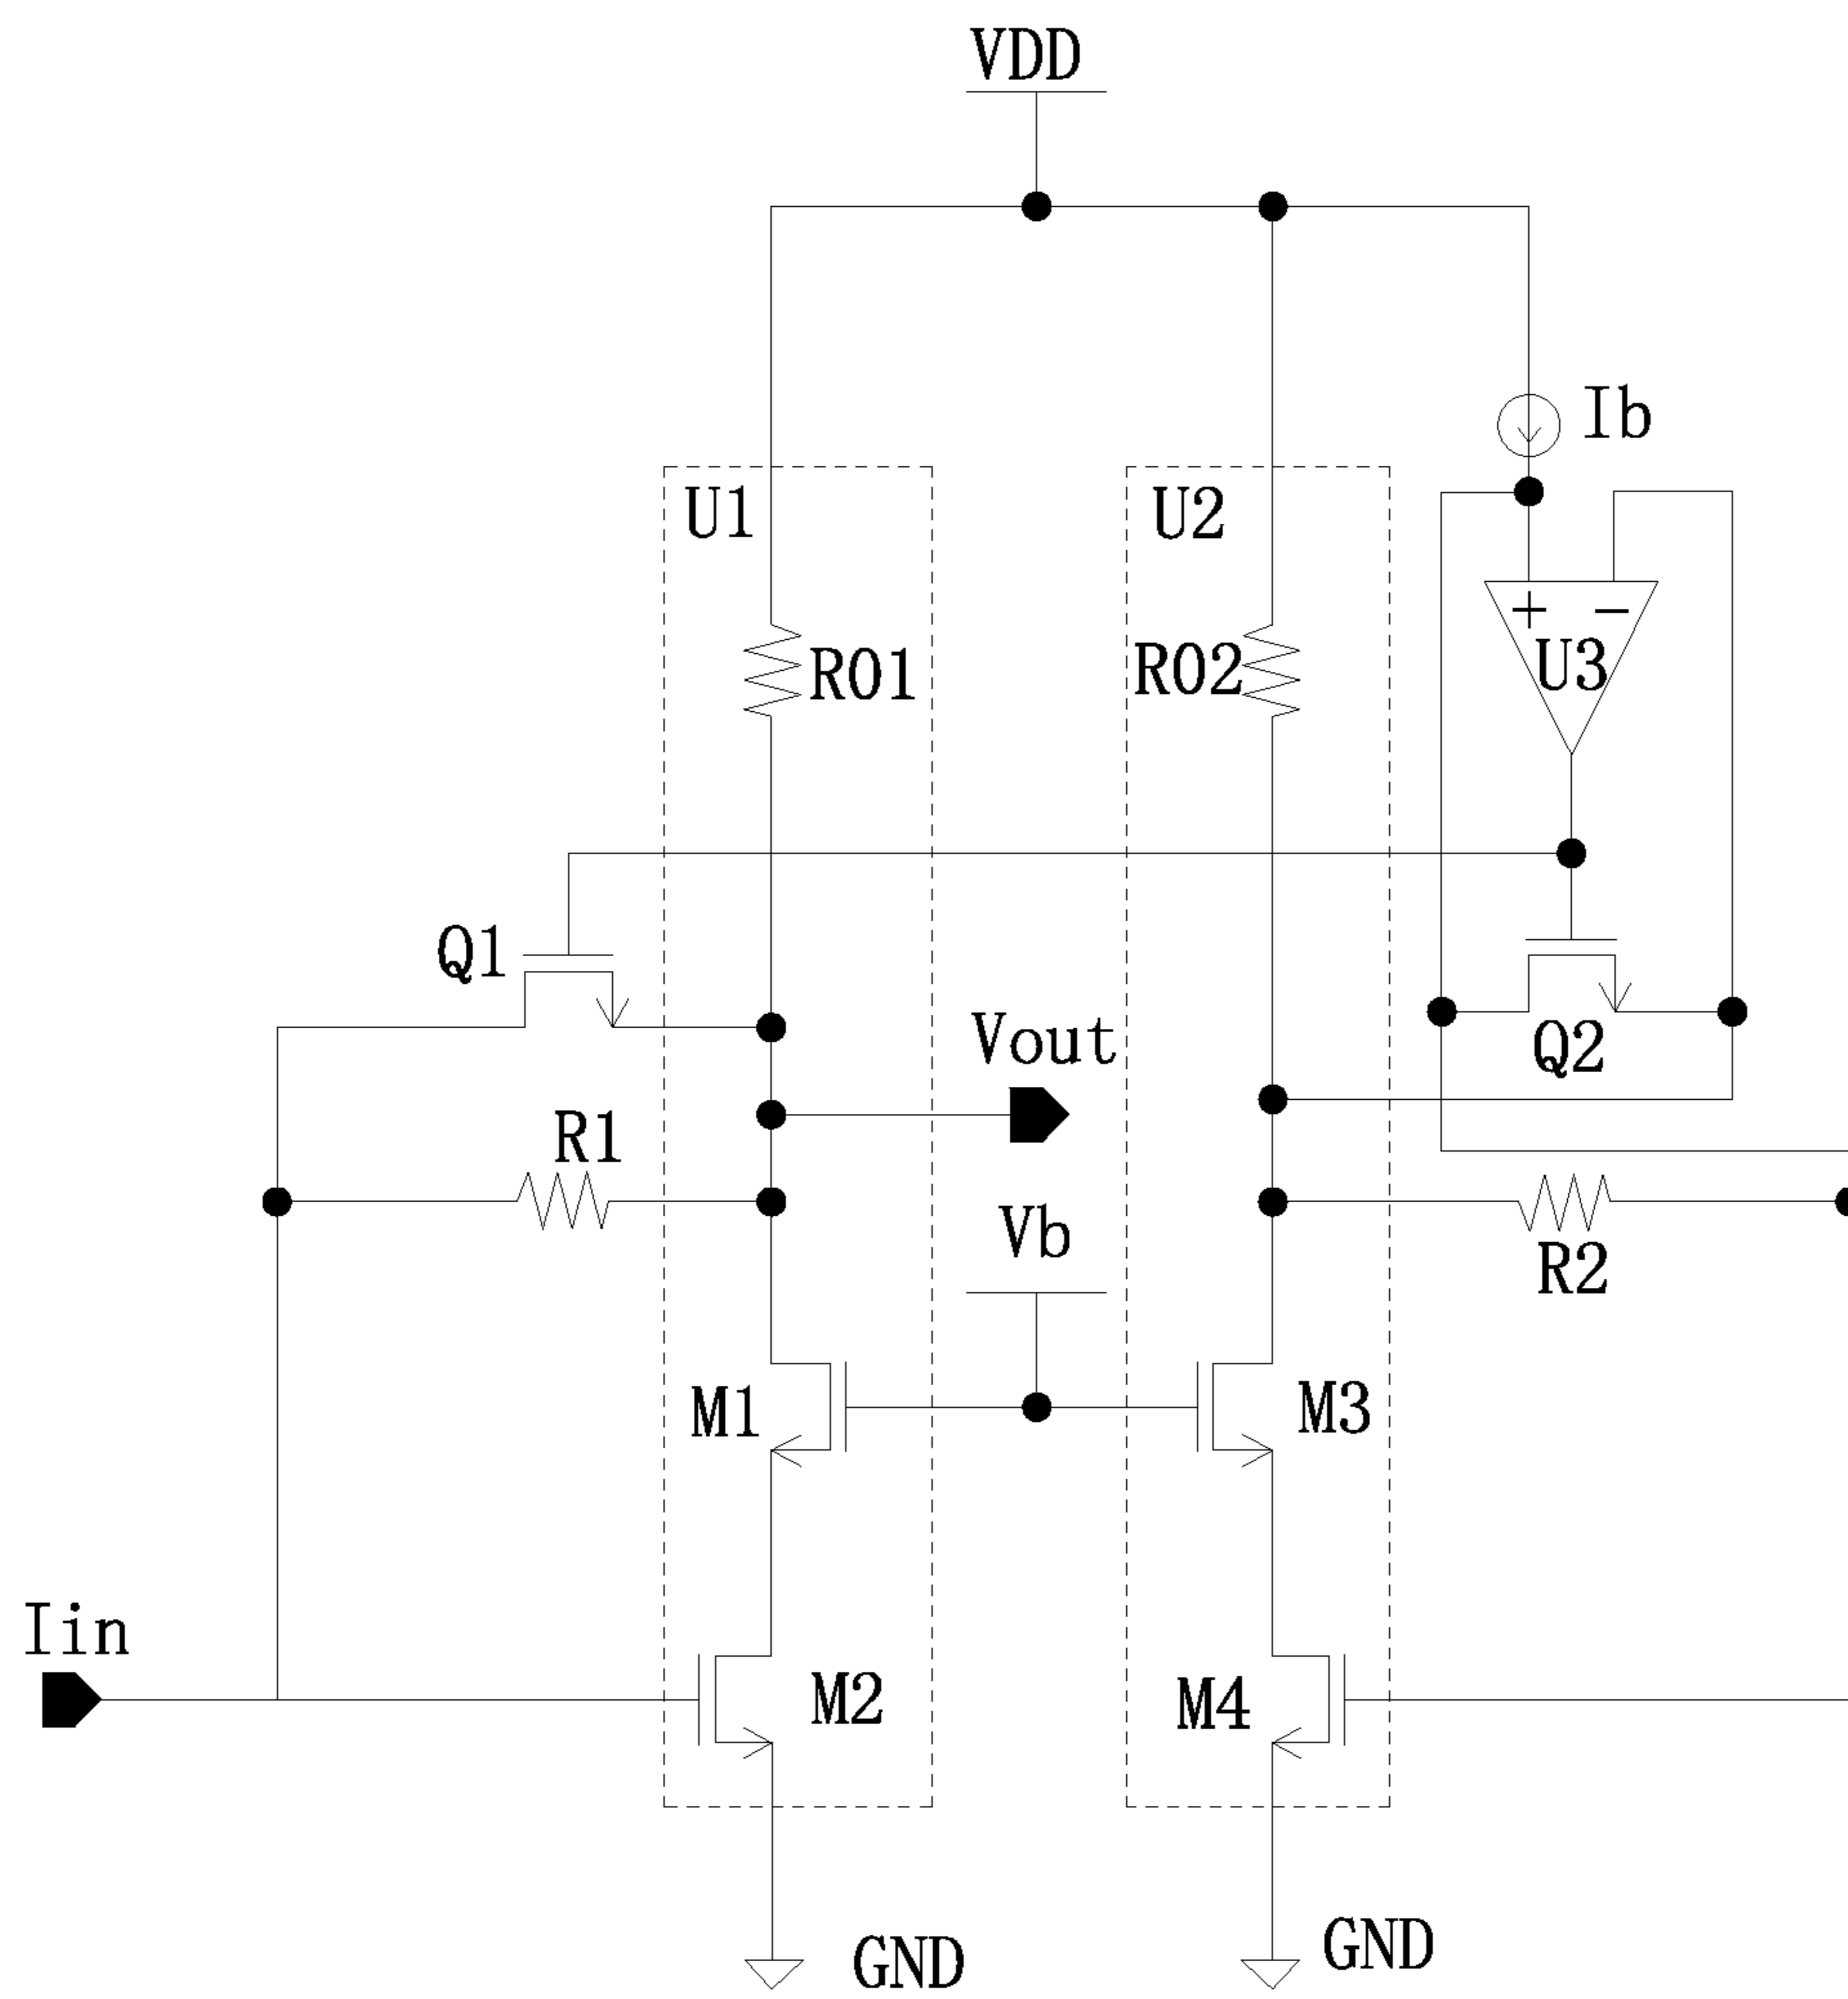 VDD
Ib
U1
U2
R01
R02
+ −
U3
Q1
Vout
Q2
R1
Vb
R2
M1
M3
Iin
M2
M4
GND
GND